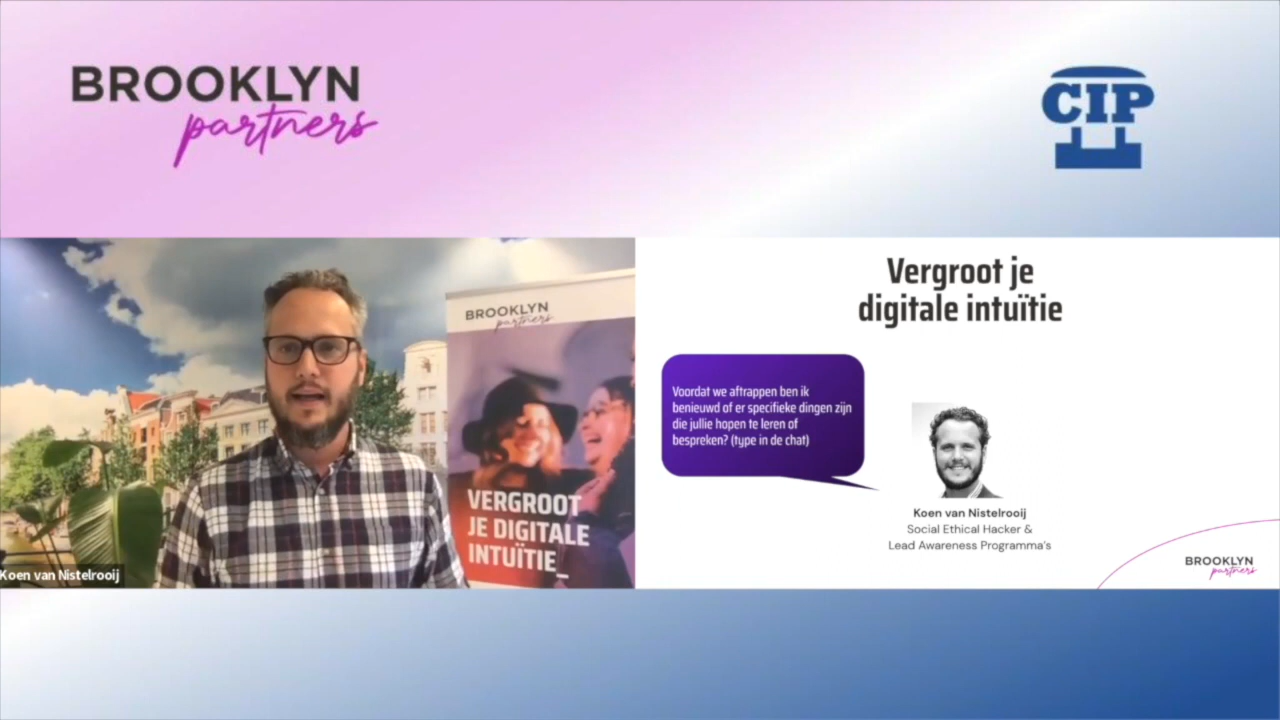 BROOKLYN
partners
CIP
BROOKLYN
partners
VERGROOT
JE DIGITALE
INTUÏTIE_
Koen van Nistelrooij
Vergroot je
digitale intuïtie
Voordat we aftrappen ben ik
benieuwd of er specifieke dingen zijn
die jullie hopen te leren of
bespreken? (type in de chat)
Koen van Nistelrooij
Social Ethical Hacker &
Lead Awareness Programma's
BROOKLYN
partners